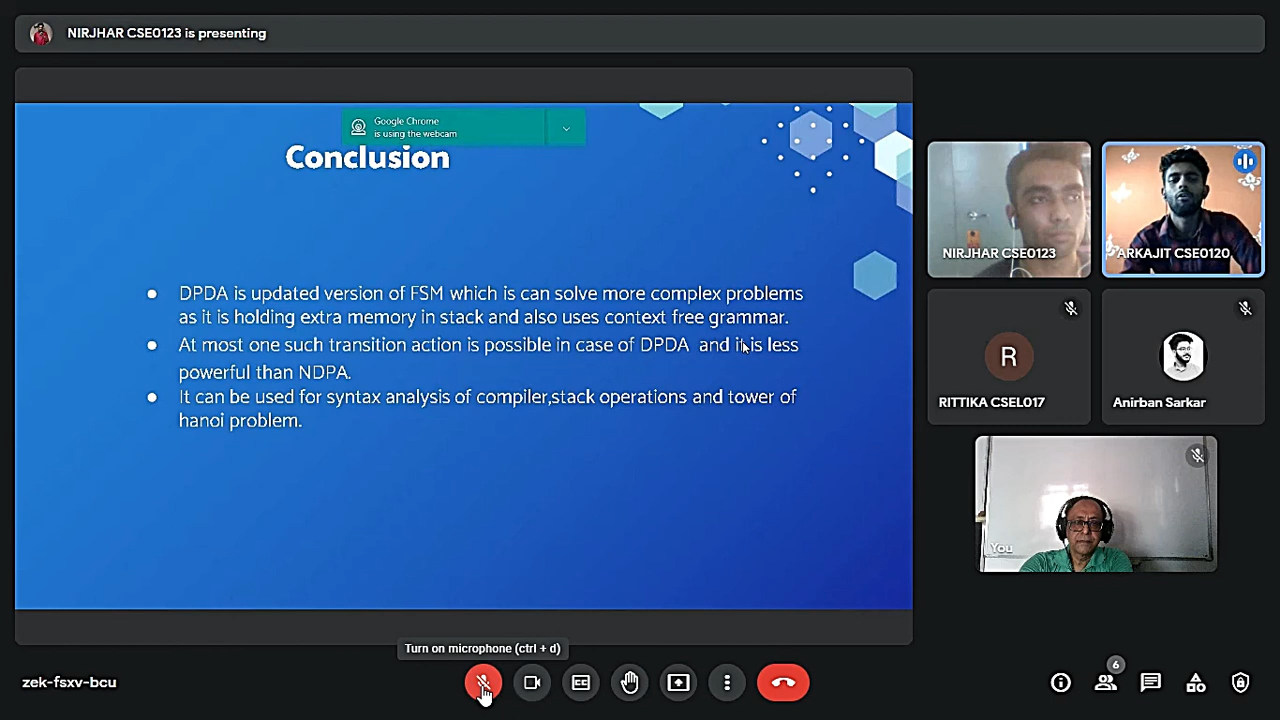 NIRJHAR CSE0123 is presenting
Google Chrome
is using the webcam
Conclusion
DPDA is updated version of FSM which is can solve more complex problems
as it is holding extra memory in stack and also uses context free grammar.
At most one such transition action is possible in case of DPDA and it is less
powerful than NDPA.
It can be used for syntax analysis of compiler,stack operations and tower of
hanoi problem.
NIRJHAR CSE0123
ARKAJIT CSE0120
R
RITTIKA CSEL017
Anirban Sarkar
You
Turn on microphone (ctrl + d)
zek-fsxv-bcu
CC
6